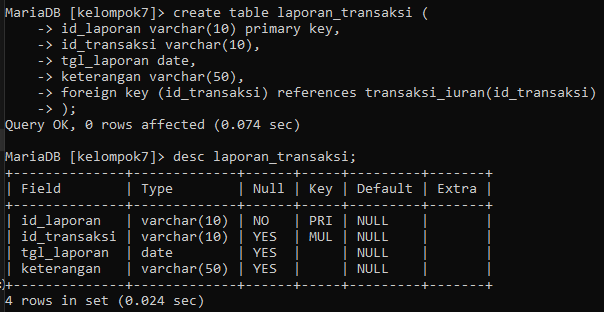 MariaDB [kelompok7]> create table laporan_transaksi (
    -> id_laporan varchar(10) primary key,
    -> id_transaksi varchar(10),
    -> tgl_laporan date,
    -> keterangan varchar(50),
    -> foreign key (id_transaksi) references transaksi_iuran(id_transaksi)
    -> );
Query OK, 0 rows affected (0.074 sec)

MariaDB [kelompok7]> desc laporan_transaksi;
+--------------+-------------+------+-----+---------+-------+
| Field        | Type        | Null | Key | Default | Extra |
+--------------+-------------+------+-----+---------+-------+
| id_laporan   | varchar(10) | NO   | PRI | NULL    |       |
| id_transaksi | varchar(10) | YES  | MUL | NULL    |       |
| tgl_laporan  | date        | YES  |     | NULL    |       |
| keterangan   | varchar(50) | YES  |     | NULL    |       |
+--------------+-------------+------+-----+---------+-------+
4 rows in set (0.024 sec)